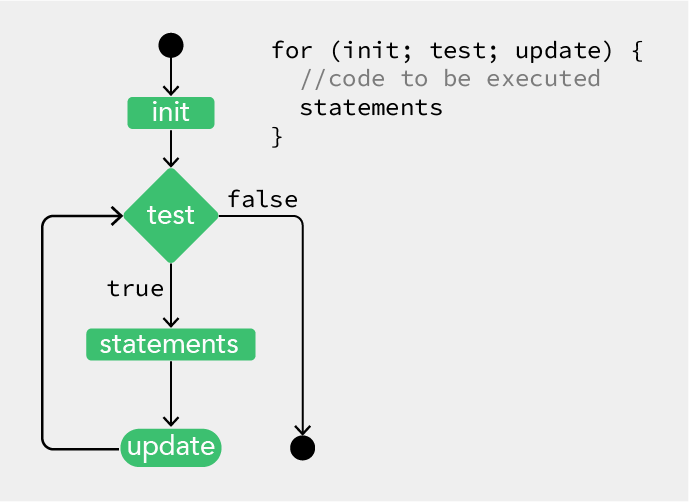 for (init; test; update) {
//code to be executed
statements
}
init
test
false
true
statements
update